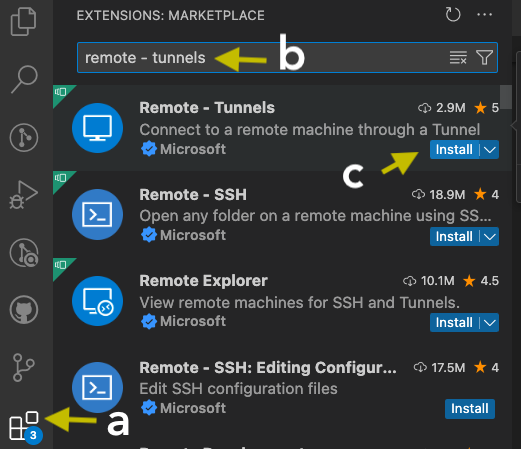 EXTENSIONS: MARKETPLACE
remote - tunnels
b
Remote - Tunnels 2.9M 5
Connect to a remote machine through a Tunnel
Microsoft Install
c
Remote - SSH 18.9M 4
Open any folder on a remote machine using SS...
Microsoft Install
Remote Explorer 10.1M 4.5
View remote machines for SSH and Tunnels.
Microsoft Install
Remote - SSH: Editing Configur... 17.5M 4
Edit SSH configuration files
Microsoft Install
a
3